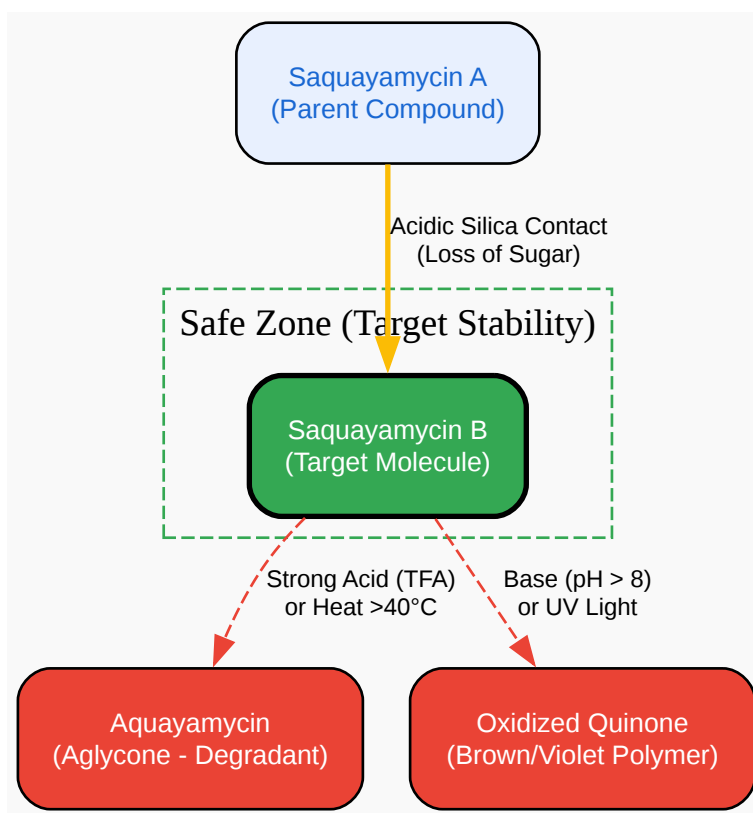 Saquayamycin A
(Parent Compound)
Acidic Silica Contact
(Loss of Sugar)
Safe Zone (Target Stability)
Saquayamycin B
(Target Molecule)
Strong Acid (TFA)
or Heat >40°C
Base (pH > 8)
or UV Light
Aquayamycin
(Aglycone - Degradant)
Oxidized Quinone
(Brown/Violet Polymer)